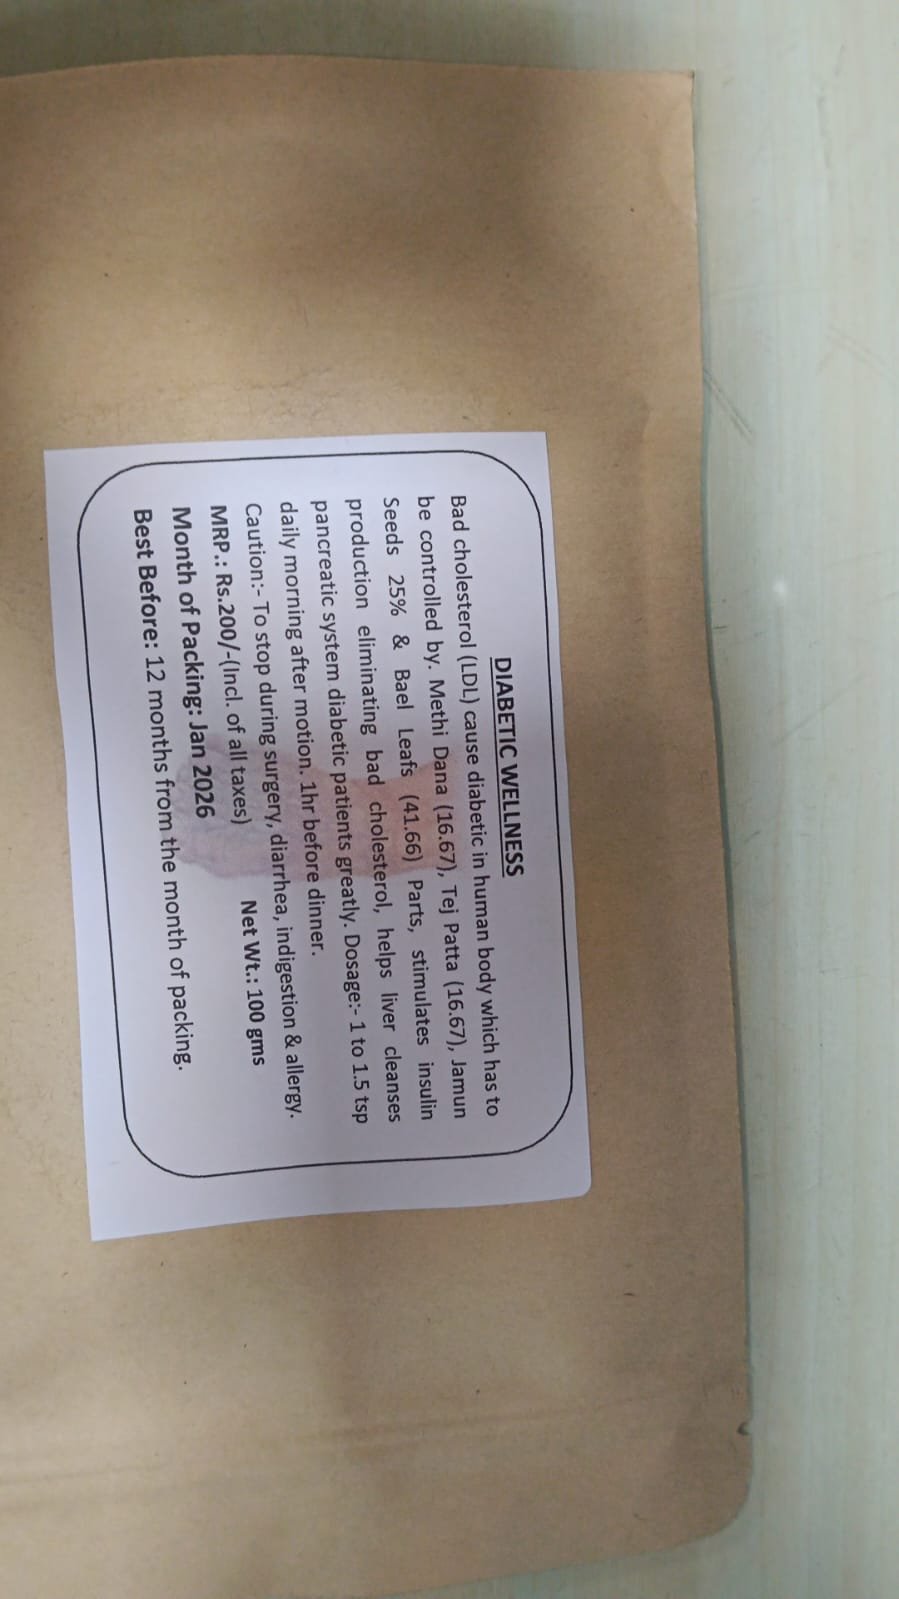 DIABETIC WELLNESS
Bad cholesterol (LDL) cause diabetic in human body which has to
be controlled by. Methi Dana (16.67), Tej Patta (16.67), Jamun
Seeds 25% & Bael Leafs (41.66) Parts, stimulates insulin
production eliminating bad cholesterol, helps liver cleanses
pancreatic system diabetic patients greatly. Dosage:- 1 to 1.5 tsp
daily morning after motion. 1hr before dinner.
Caution:- To stop during surgery, diarrhea, indigestion & allergy.
MRP.: Rs.200/-(Incl. of all taxes) Net Wt.: 100 gms
Month of Packing: Jan 2026
Best Before: 12 months from the month of packing.